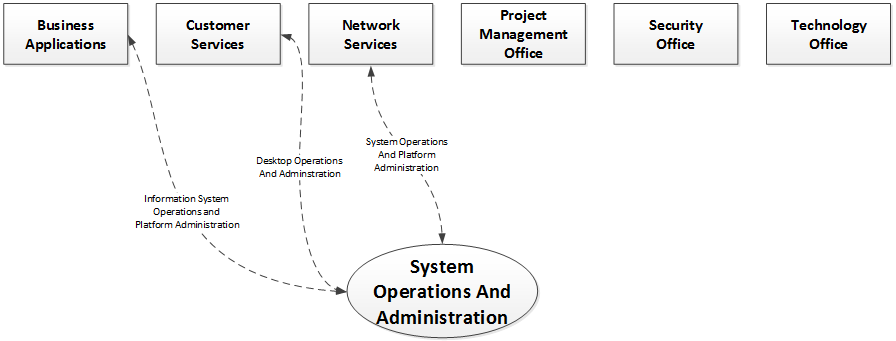 Business
Applications
Customer
Services
Network
Services
Project
Management
Office
Security
Office
Technology
Office
System Operations
And Platform
Administration
Desktop Operations
And Adminstration
Information System
Operations and
Platform Administration
System
Operations And
Administration